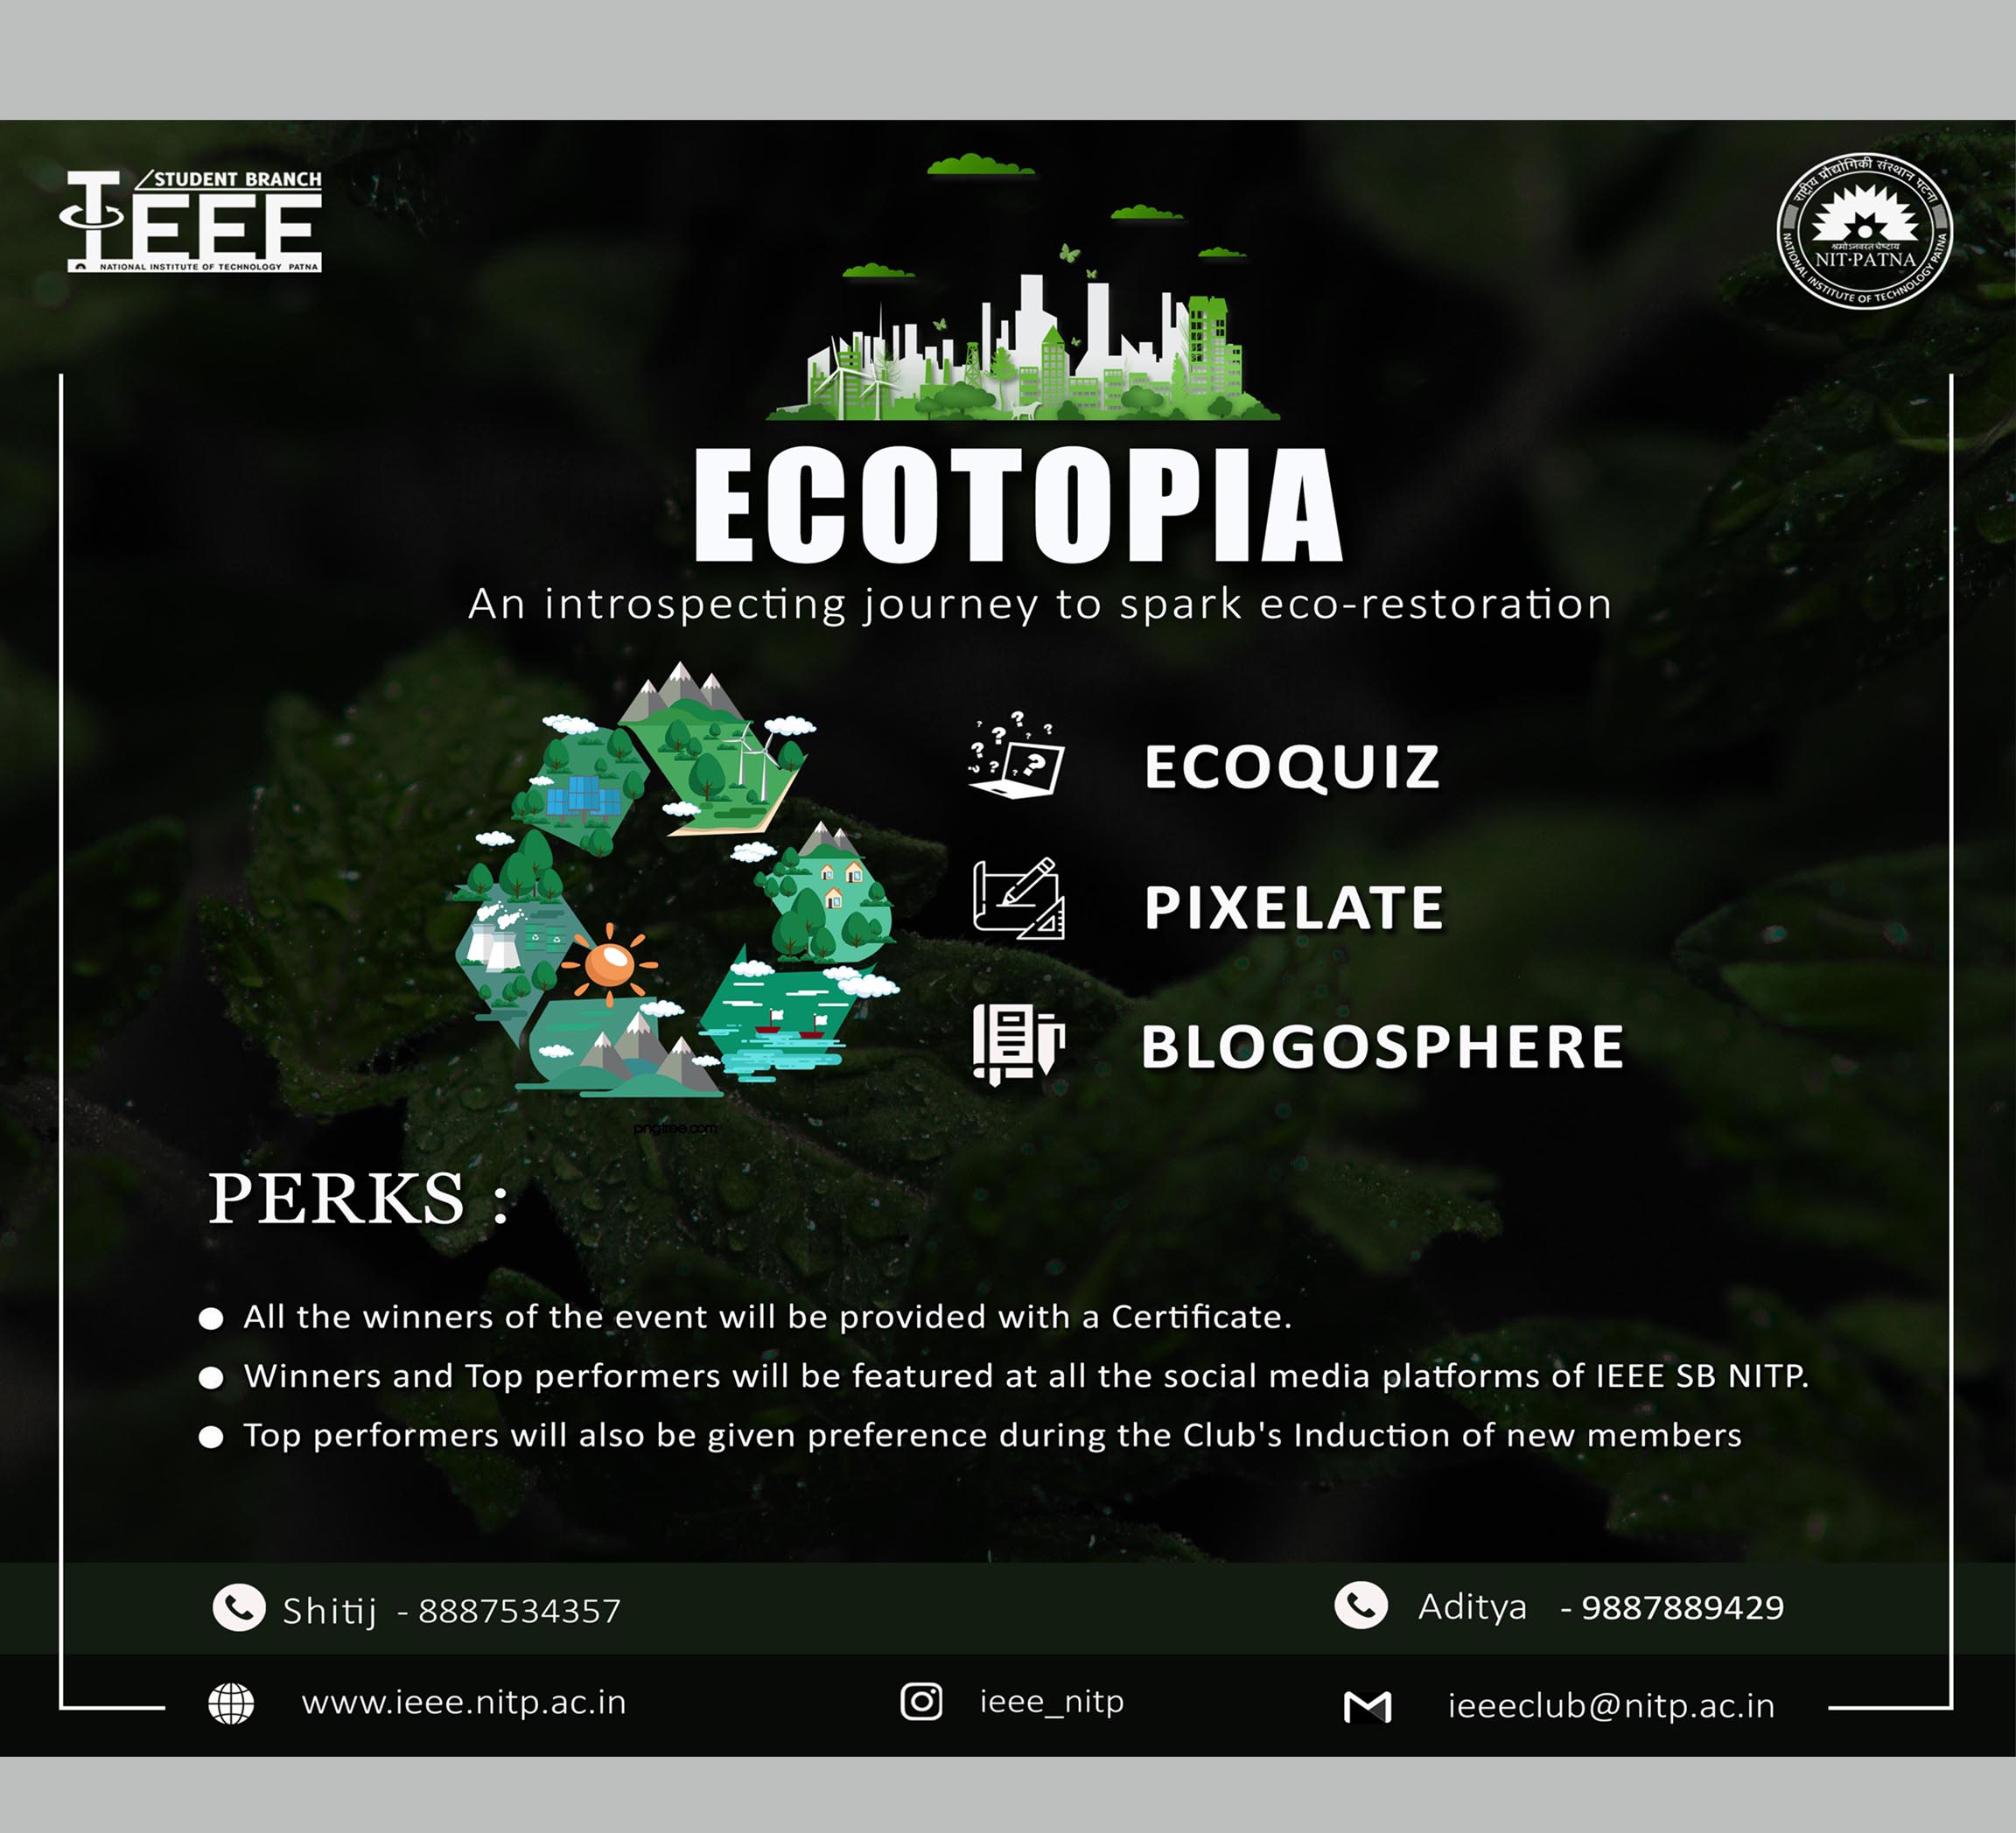 STUDENT BRANCH
IEEE
NATIONAL INSTITUTE OF TECHNOLOGY PATNA
राष्ट्रीय प्रौद्योगिकी संस्थान पटना
श्रमोऽनवरत चेष्टाय
NIT-PATNA
NATIONAL INSTITUTE OF TECHNOLOGY PATNA
ECOTOPIA
An introspecting journey to spark eco-restoration
ECOQUIZ
PIXELATE
BLOGOSPHERE
pngtree.com
PERKS :
● All the winners of the event will be provided with a Certificate.
● Winners and Top performers will be featured at all the social media platforms of IEEE SB NITP.
● Top performers will also be given preference during the Club's Induction of new members
Shitij - 8887534357
Aditya - 9887889429
www.ieee.nitp.ac.in
ieee_nitp
ieeeclub@nitp.ac.in